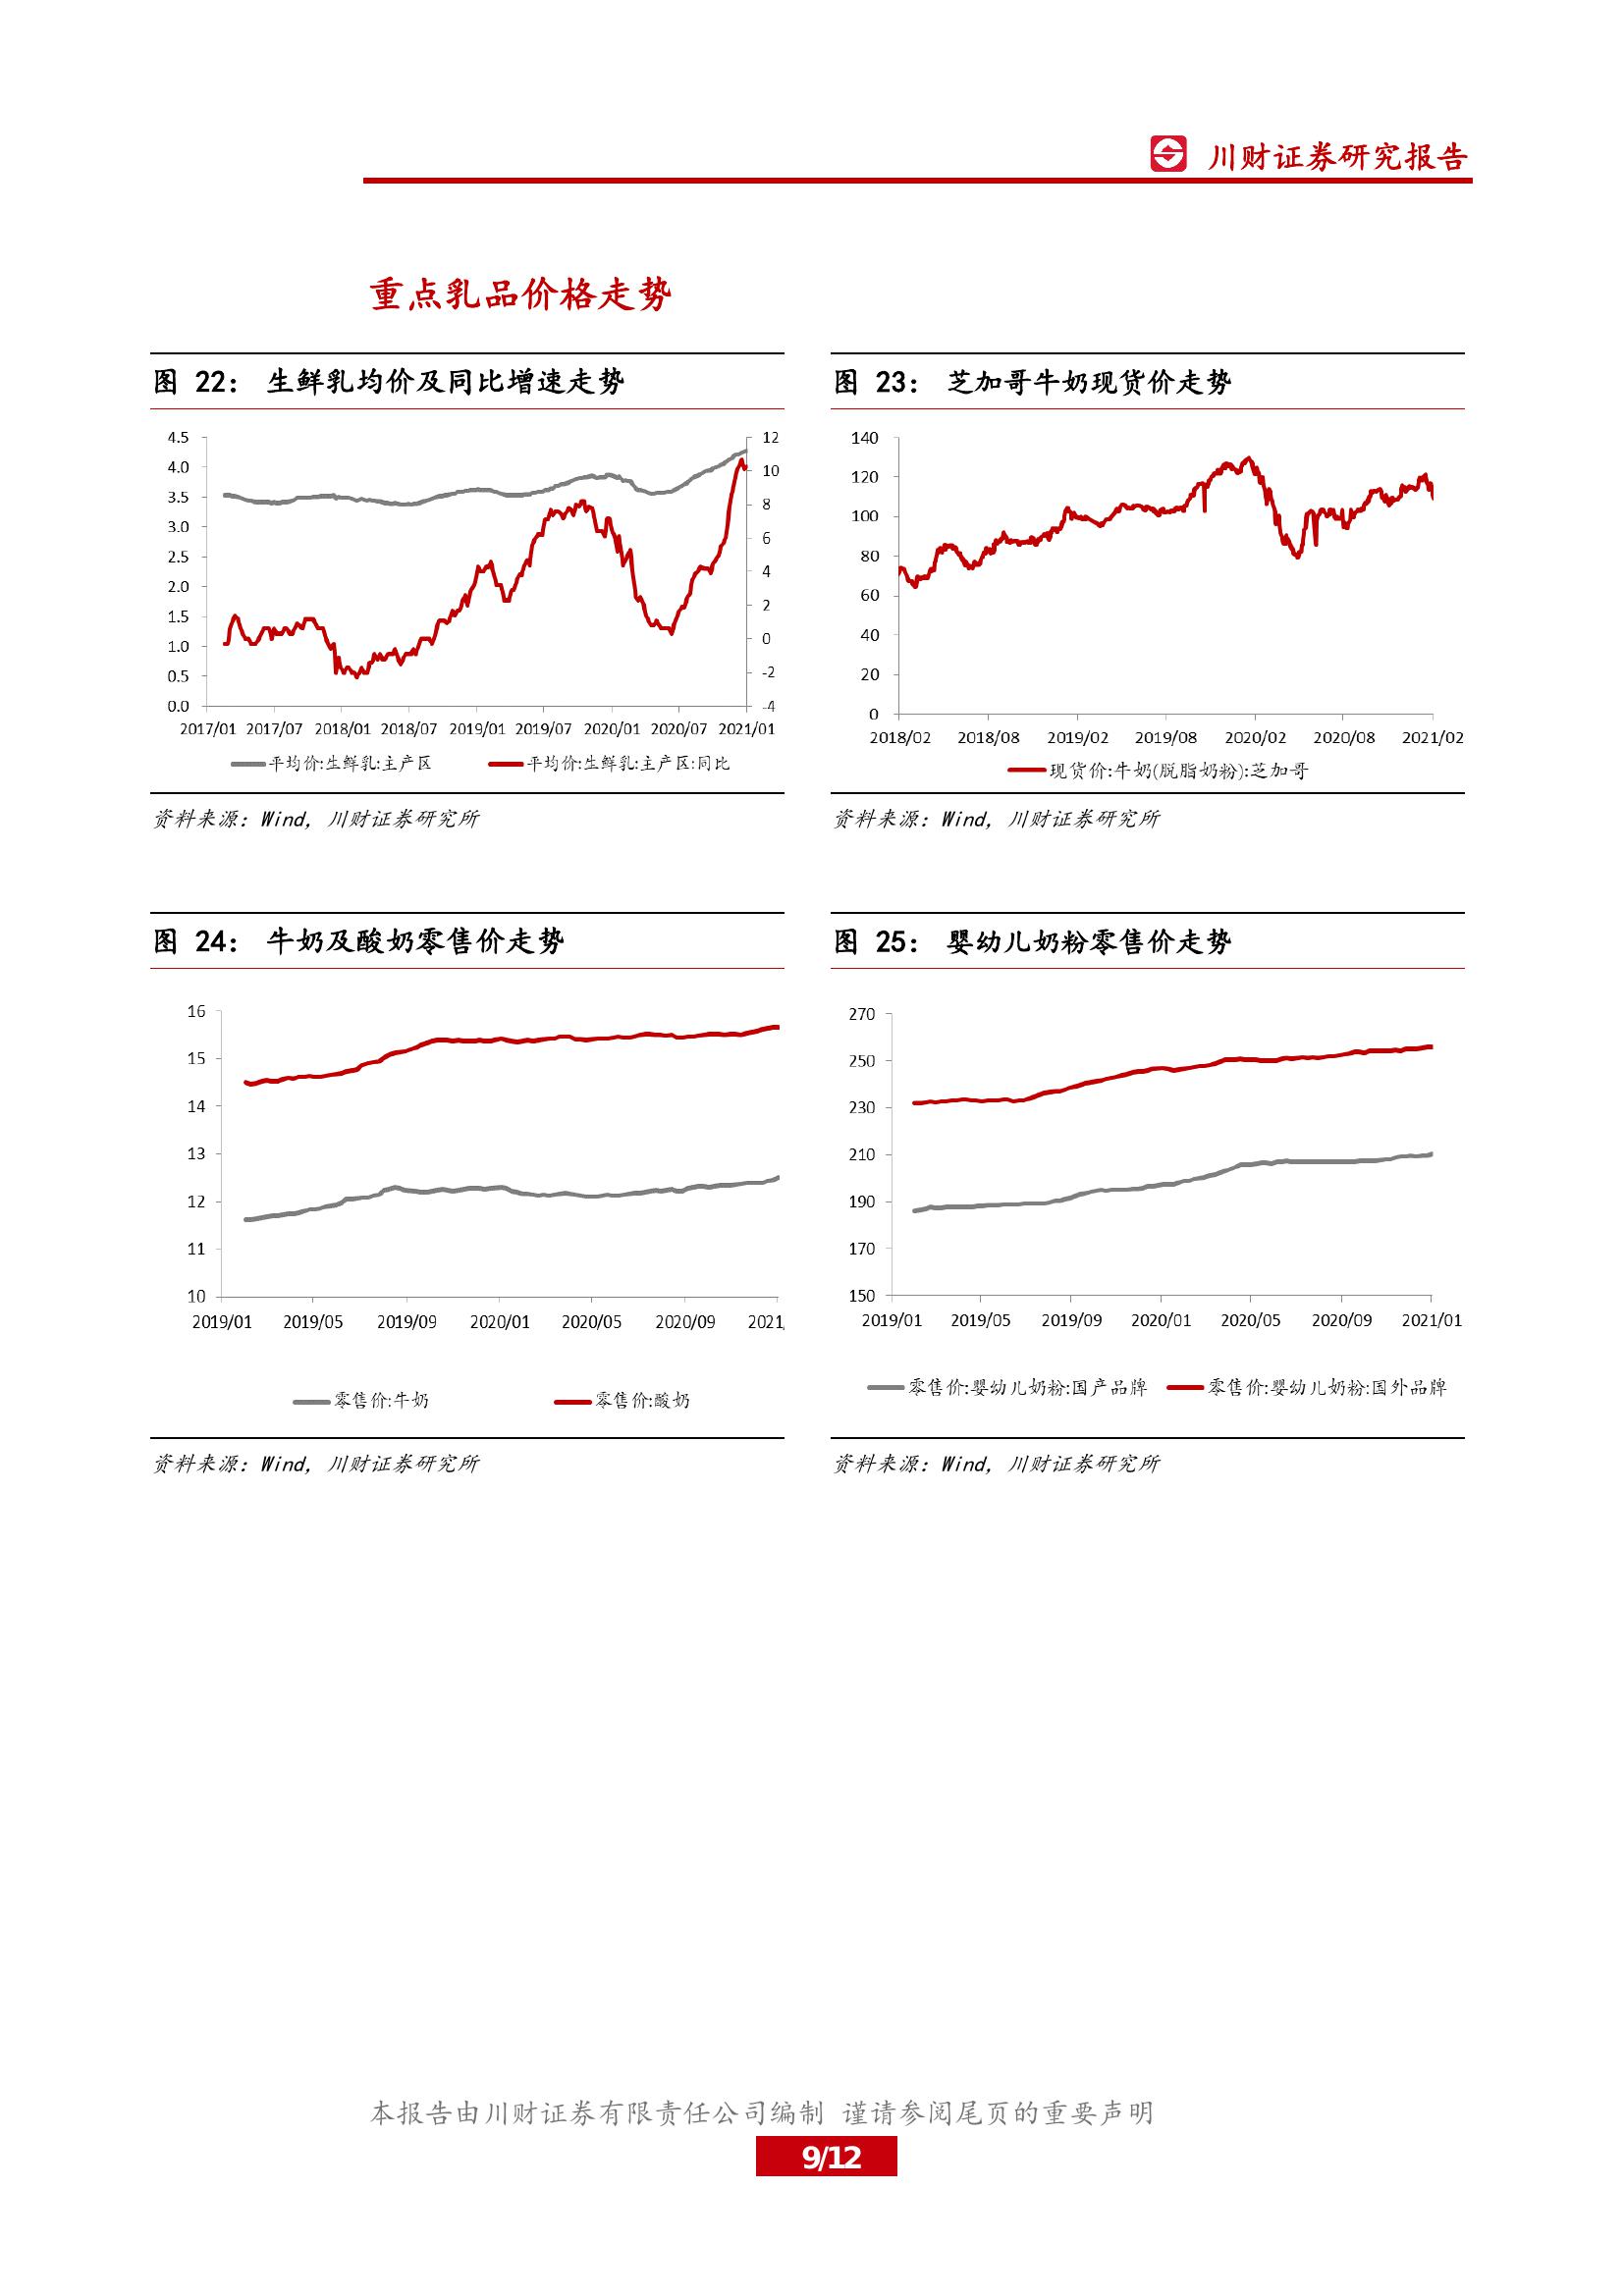 川财证券研究报告
重点乳品价格走势
图 22： 生鲜乳均价及同比增速走势
4.5
4.0
3.5
3.0
2.5
2.0
1.5
1.0
0.5
0.0
12
10
8
6
4
2
0
-2
-4
2017/01 2017/07 2018/01 2018/07 2019/01 2019/07 2020/01 2020/07 2021/01
平均价:生鲜乳:主产区 平均价:生鲜乳:主产区:同比
资料来源：Wind, 川财证券研究所
图 23： 芝加哥牛奶现货价走势
140
120
100
80
60
40
20
0
2018/02 2018/08 2019/02 2019/08 2020/02 2020/08 2021/02
现货价:牛奶(脱脂奶粉):芝加哥
资料来源：Wind, 川财证券研究所
图 24： 牛奶及酸奶零售价走势
16
15
14
13
12
11
10
2019/01 2019/05 2019/09 2020/01 2020/05 2020/09 2021/
零售价:牛奶 零售价:酸奶
资料来源：Wind, 川财证券研究所
图 25： 婴幼儿奶粉零售价走势
270
250
230
210
190
170
150
2019/01 2019/05 2019/09 2020/01 2020/05 2020/09 2021/01
零售价:婴幼儿奶粉:国产品牌 零售价:婴幼儿奶粉:国外品牌
资料来源：Wind, 川财证券研究所
本报告由川财证券有限责任公司编制 谨请参阅尾页的重要声明
9/12